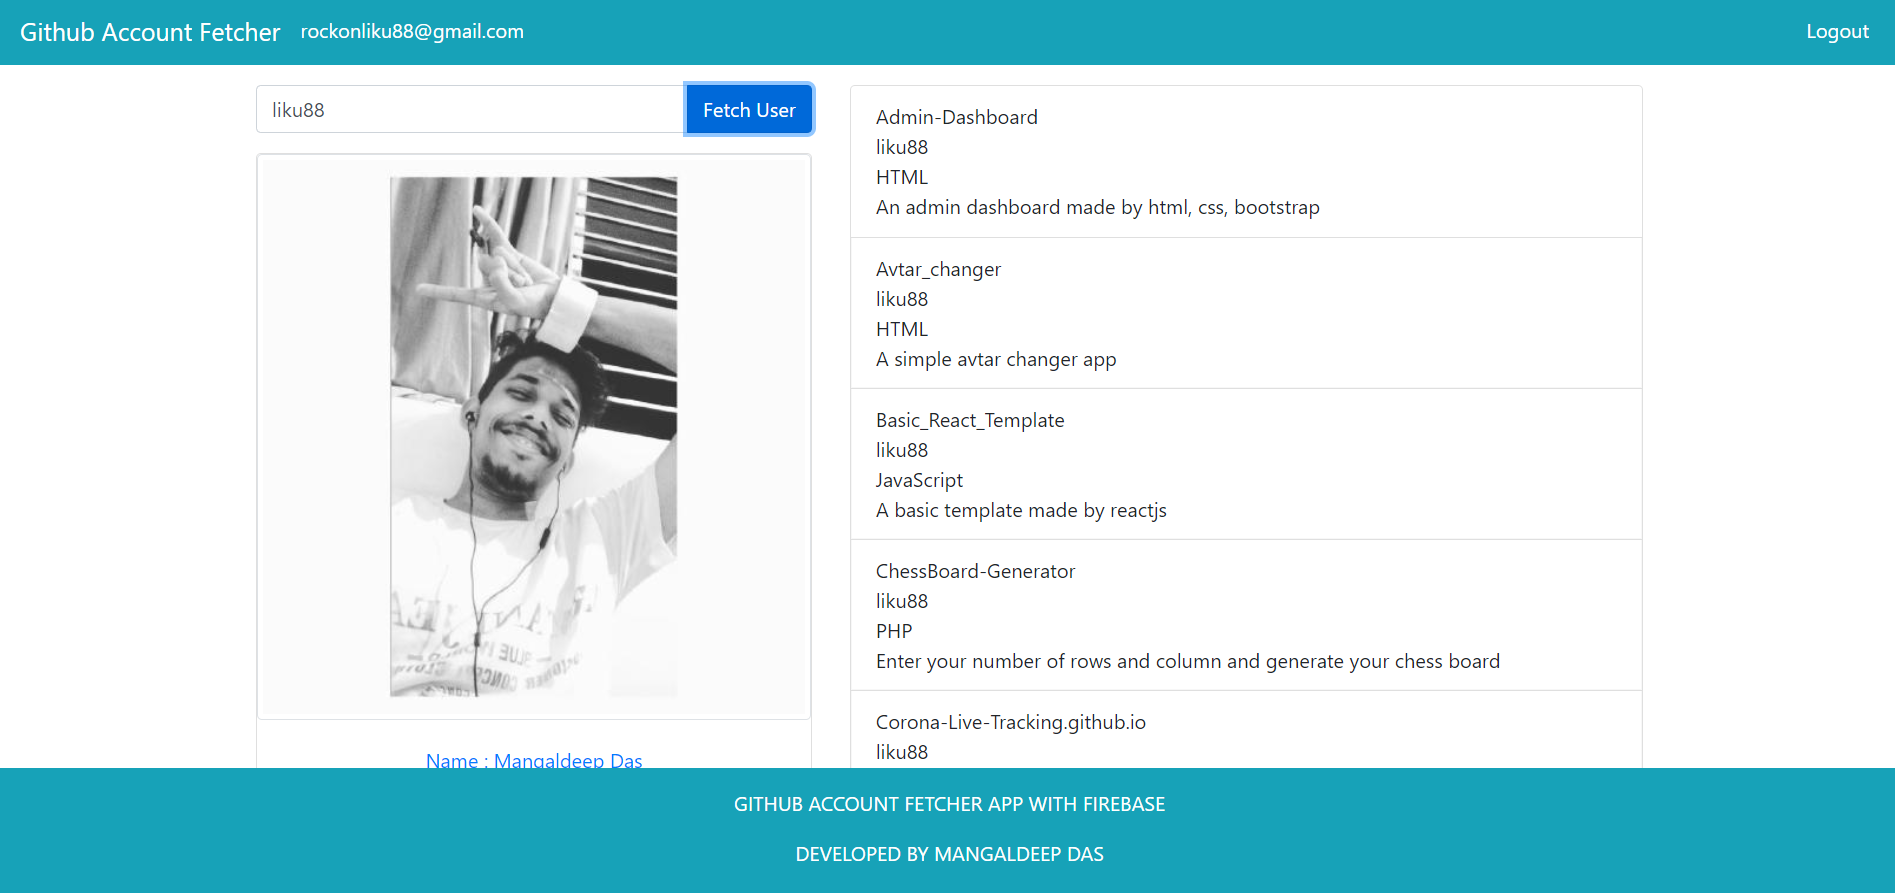 Github Account Fetcher rockonliku88@gmail.com Logout
liku88 Fetch User
Name : Mangaldeep Das
Admin-Dashboard
liku88
HTML
An admin dashboard made by html, css, bootstrap
Avtar_changer
liku88
HTML
A simple avtar changer app
Basic_React_Template
liku88
JavaScript
A basic template made by reactjs
ChessBoard-Generator
liku88
PHP
Enter your number of rows and column and generate your chess board
Corona-Live-Tracking.github.io
liku88
GITHUB ACCOUNT FETCHER APP WITH FIREBASE
DEVELOPED BY MANGALDEEP DAS